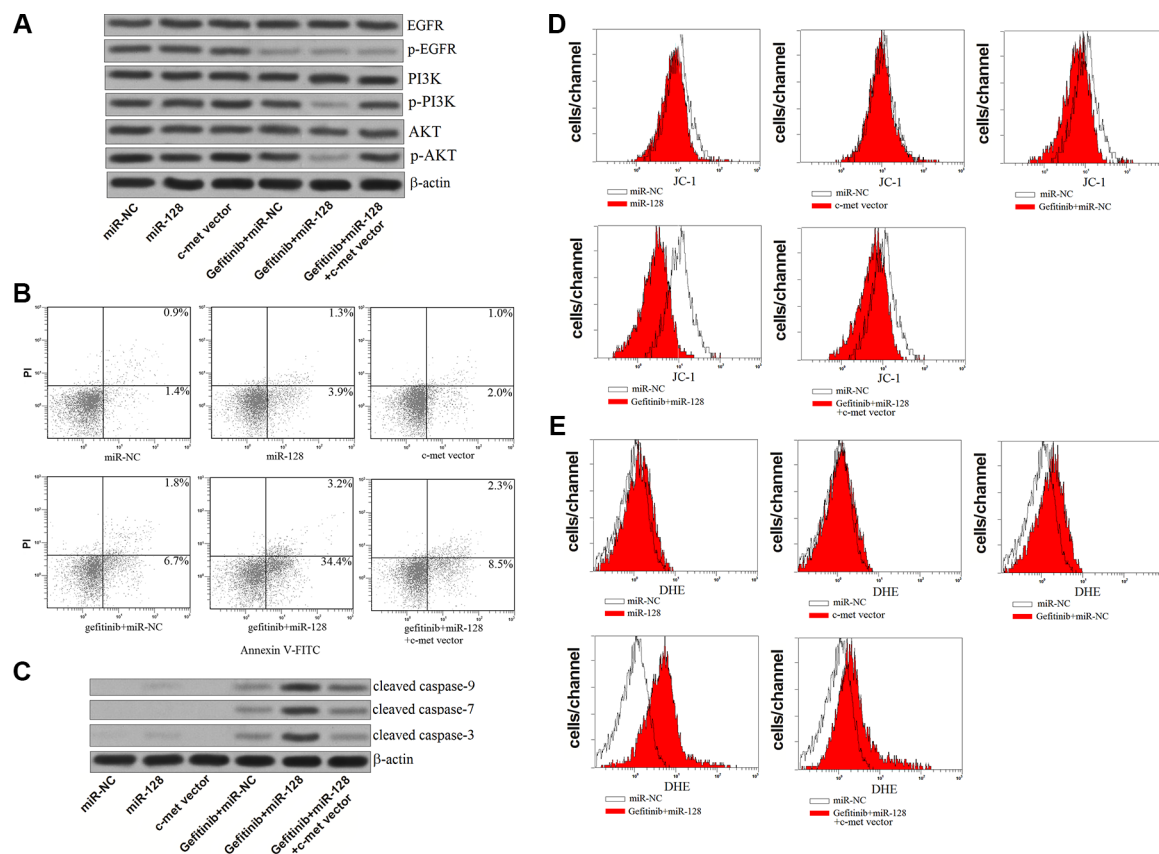 A
EGFR
p-EGFR
PI3K
p-PI3K
AKT
p-AKT
β-actin
miR-NC
miR-128
c-met vector
Gefitinib+miR-NC
Gefitinib+miR-128
Gefitinib+miR-128
+c-met vector
B
PI
0.9%
1.4%
miR-NC
1.3%
3.9%
miR-128
1.0%
2.0%
c-met vector
PI
1.8%
6.7%
gefitinib+miR-NC
3.2%
34.4%
gefitinib+miR-128
2.3%
8.5%
gefitinib+miR-128
+c-met vector
Annexin V-FITC
C
cleaved caspase-9
cleaved caspase-7
cleaved caspase-3
β-actin
miR-NC
miR-128
c-met vector
Gefitinib+miR-NC
Gefitinib+miR-128
Gefitinib+miR-128
+c-met vector
D
cells/channel
JC-1
miR-NC
miR-128
cells/channel
JC-1
miR-NC
c-met vector
cells/channel
JC-1
miR-NC
Gefitinib+miR-NC
cells/channel
JC-1
miR-NC
Gefitinib+miR-128
cells/channel
JC-1
miR-NC
Gefitinib+miR-128
+c-met vector
E
cells/channel
DHE
miR-NC
miR-128
cells/channel
DHE
miR-NC
c-met vector
cells/channel
DHE
miR-NC
Gefitinib+miR-NC
cells/channel
DHE
miR-NC
Gefitinib+miR-128
cells/channel
DHE
miR-NC
Gefitinib+miR-128
+c-met vector